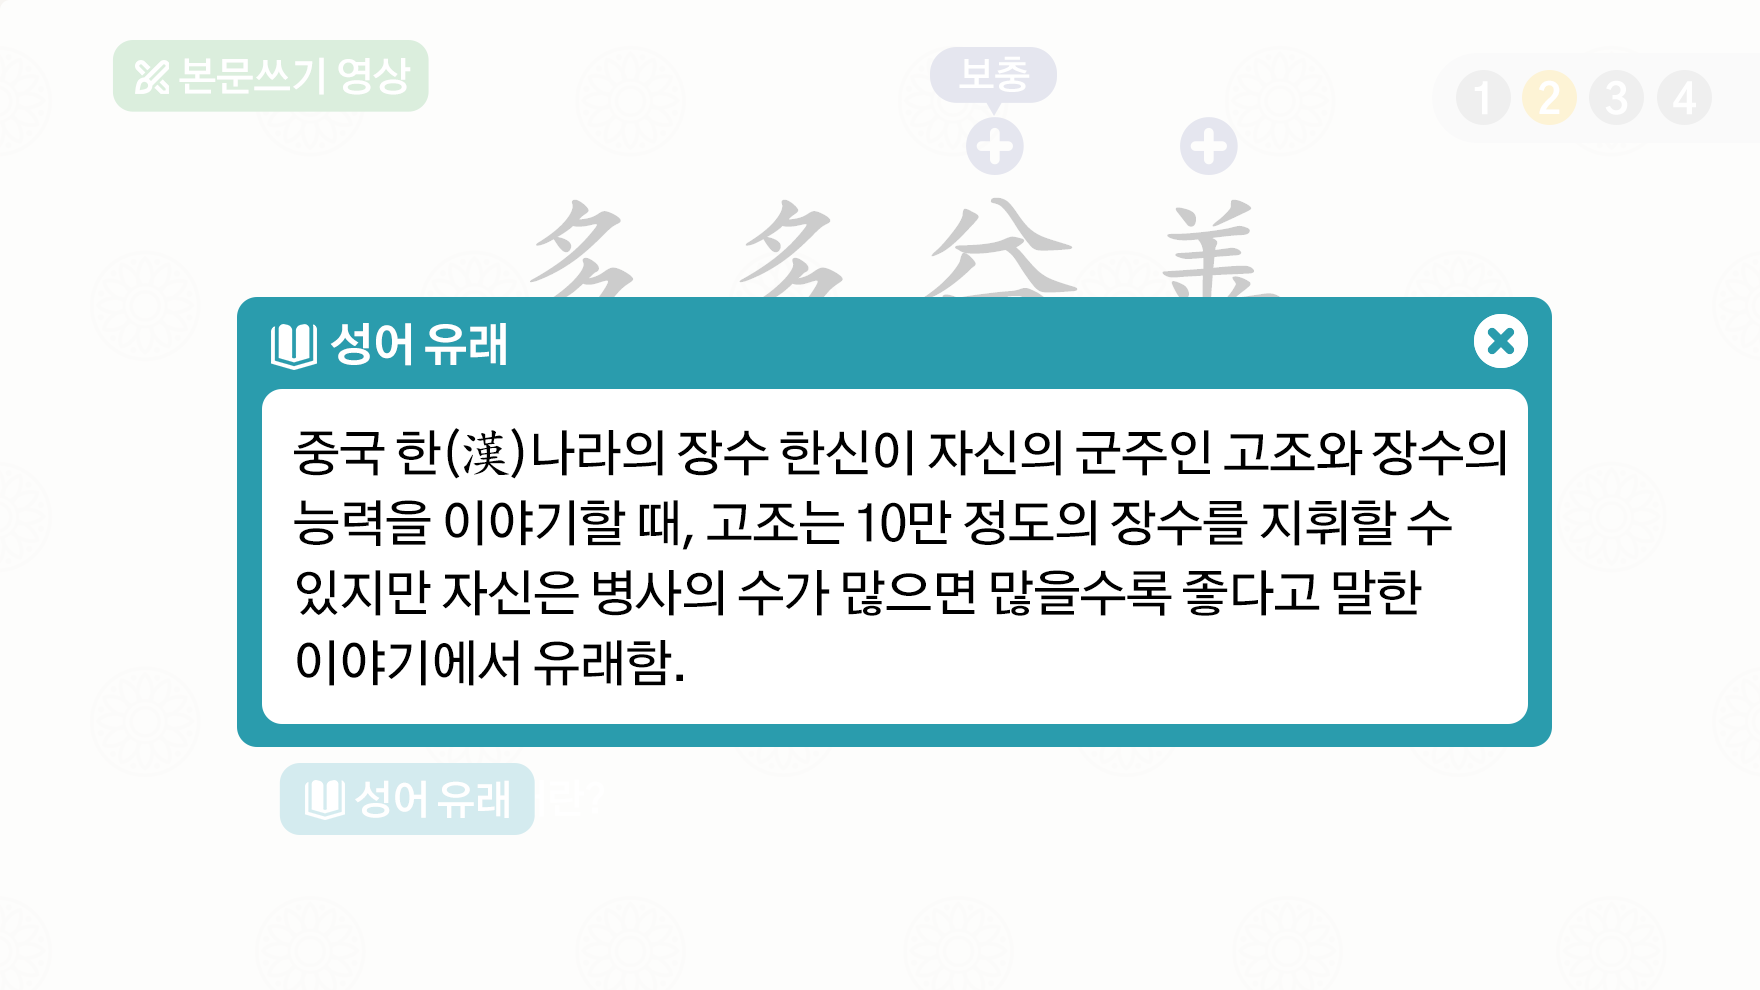 본문쓰기 영상
보충
1 2 3 4
多 多 益 善
성어 유래
중국 한(漢)나라의 장수 한신이 자신의 군주인 고조와 장수의
능력을 이야기할 때, 고조는 10만 정도의 장수를 지휘할 수
있지만 자신은 병사의 수가 많으면 많을수록 좋다고 말한
이야기에서 유래함.
성어 유래 란?